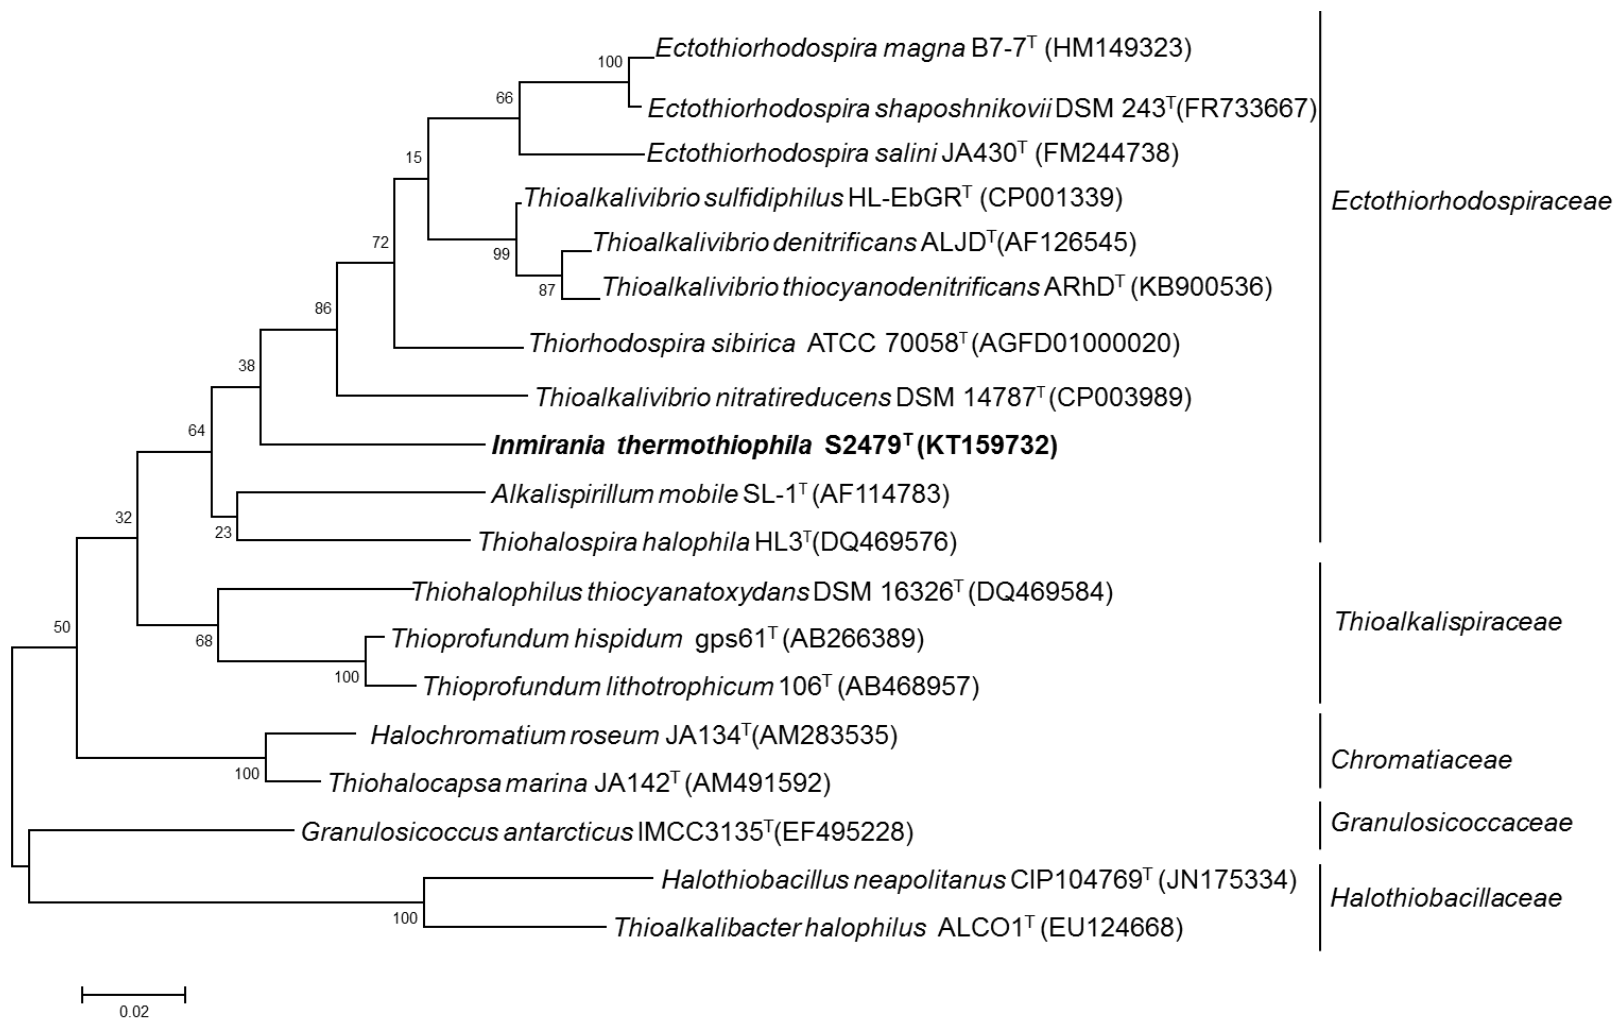 Ectothiorhodospira magna B7-7ᵀ (HM149323)
100
Ectothiorhodospira shaposhnikovii DSM 243ᵀ(FR733667)
66
Ectothiorhodospira salini JA430ᵀ (FM244738)
15
Thioalkalivibrio sulfidiphilus HL-EbGRᵀ (CP001339)
Ectothiorhodospiraceae
Thioalkalivibrio denitrificans ALJDᵀ(AF126545)
72
99
Thioalkalivibrio thiocyanodenitrificans ARhDᵀ (KB900536)
87
86
Thiorhodospira sibirica ATCC 70058ᵀ(AGFD01000020)
38
Thioalkalivibrio nitratireducens DSM 14787ᵀ(CP003989)
64
Inmirania thermothiophila S2479ᵀ(KT159732)
Alkalispirillum mobile SL-1ᵀ (AF114783)
32
23
Thiohalospira halophila HL3ᵀ(DQ469576)
Thiohalophilus thiocyanatoxydans DSM 16326ᵀ (DQ469584)
50
68
Thioalkalispiraceae
Thioprofundum hispidum gps61ᵀ (AB266389)
100
Thioprofundum lithotrophicum 106ᵀ (AB468957)
Halochromatium roseum JA134ᵀ(AM283535)
Chromatiaceae
100
Thiohalocapsa marina JA142ᵀ (AM491592)
Granulosicoccus antarcticus IMCC3135ᵀ(EF495228)
Granulosicoccaceae
Halothiobacillus neapolitanus CIP104769ᵀ (JN175334)
Halothiobacillaceae
100
Thioalkalibacter halophilus ALCO1ᵀ (EU124668)
0.02